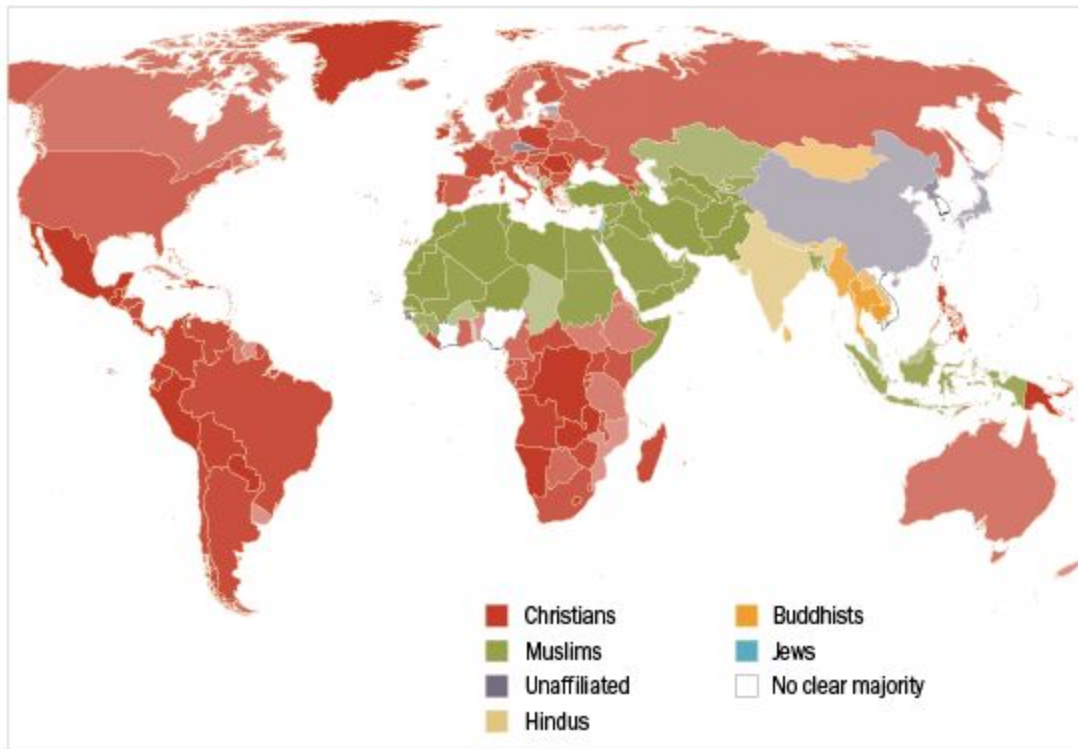 Christians
Muslims
Unaffiliated
Hindus
Buddhists
Jews
No clear majority